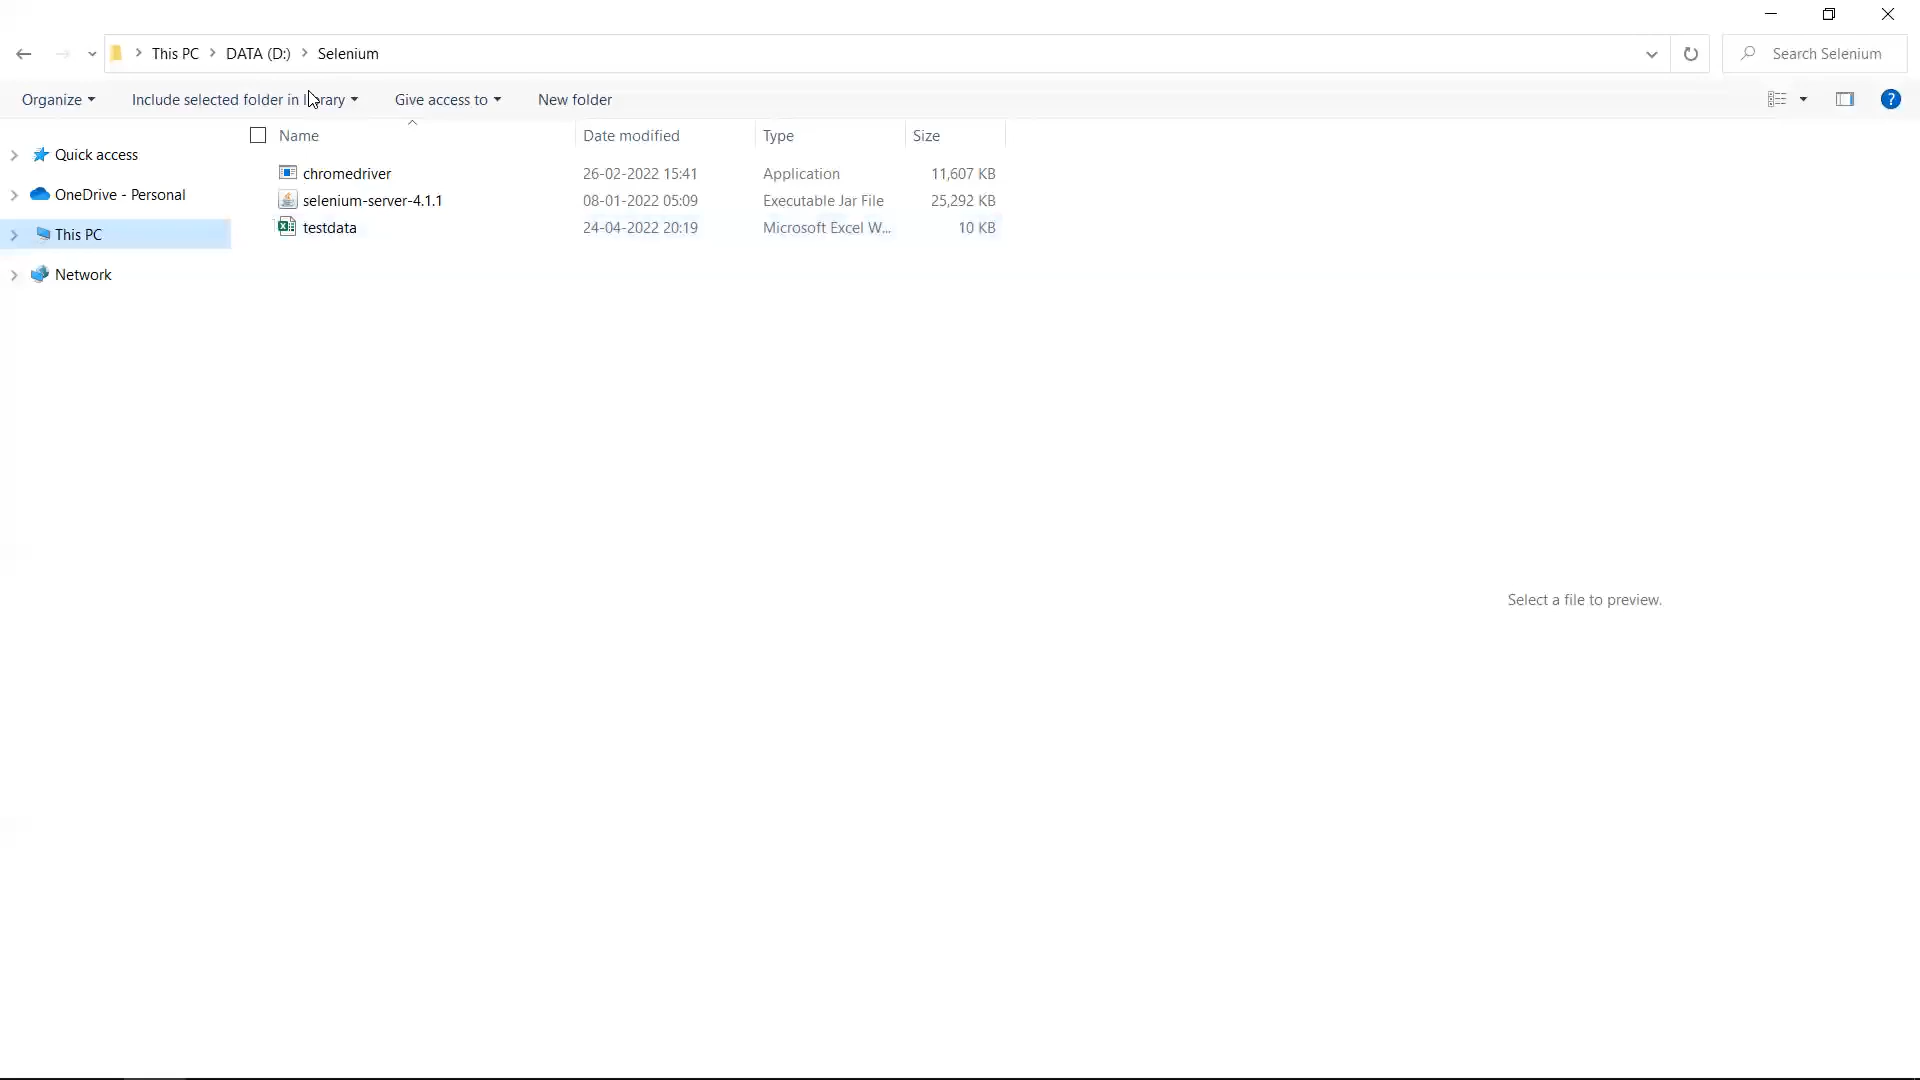 This PC > DATA (D:) > Selenium
Search Selenium
Organize Include selected folder in library Give access to New folder
Name Date modified Type Size
Quick access
OneDrive - Personal
This PC
Network
chromedriver 26-02-2022 15:41 Application 11,607 KB
selenium-server-4.1.1 08-01-2022 05:09 Executable Jar File 25,292 KB
testdata 24-04-2022 20:19 Microsoft Excel W... 10 KB
Select a file to preview.